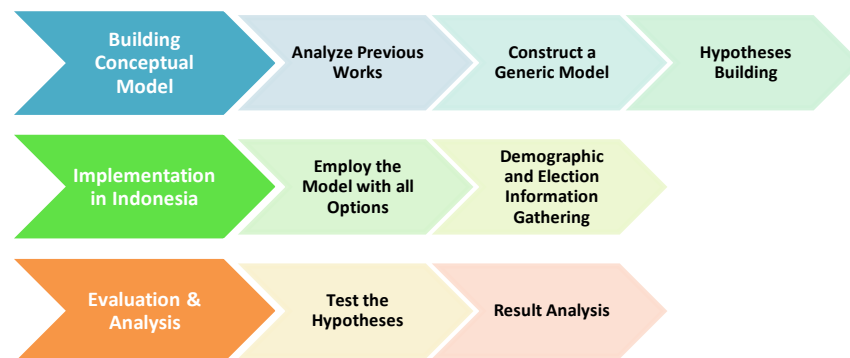 Building
Conceptual
Model
Analyze Previous
Works
Construct a
Generic Model
Hypotheses
Building
Implementation
in Indonesia
Employ the
Model with all
Options
Demographic
and Election
Information
Gathering
Evaluation &
Analysis
Test the
Hypotheses
Result Analysis